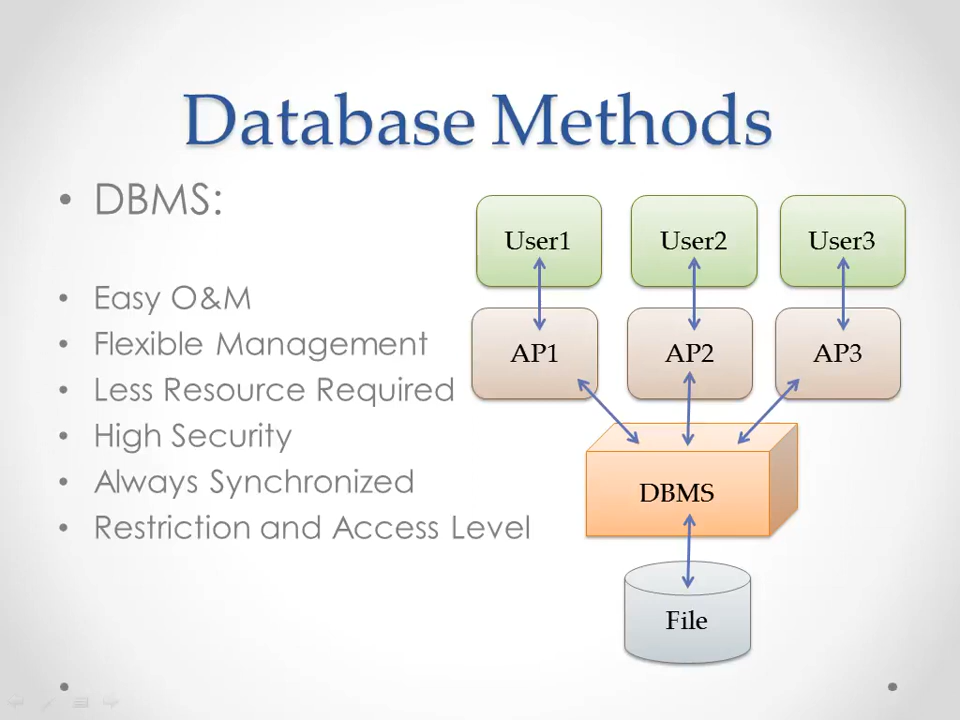 Database Methods
• DBMS:
• Easy O&M
• Flexible Management
• Less Resource Required
• High Security
• Always Synchronized
• Restriction and Access Level
User1
User2
User3
AP1
AP2
AP3
DBMS
File